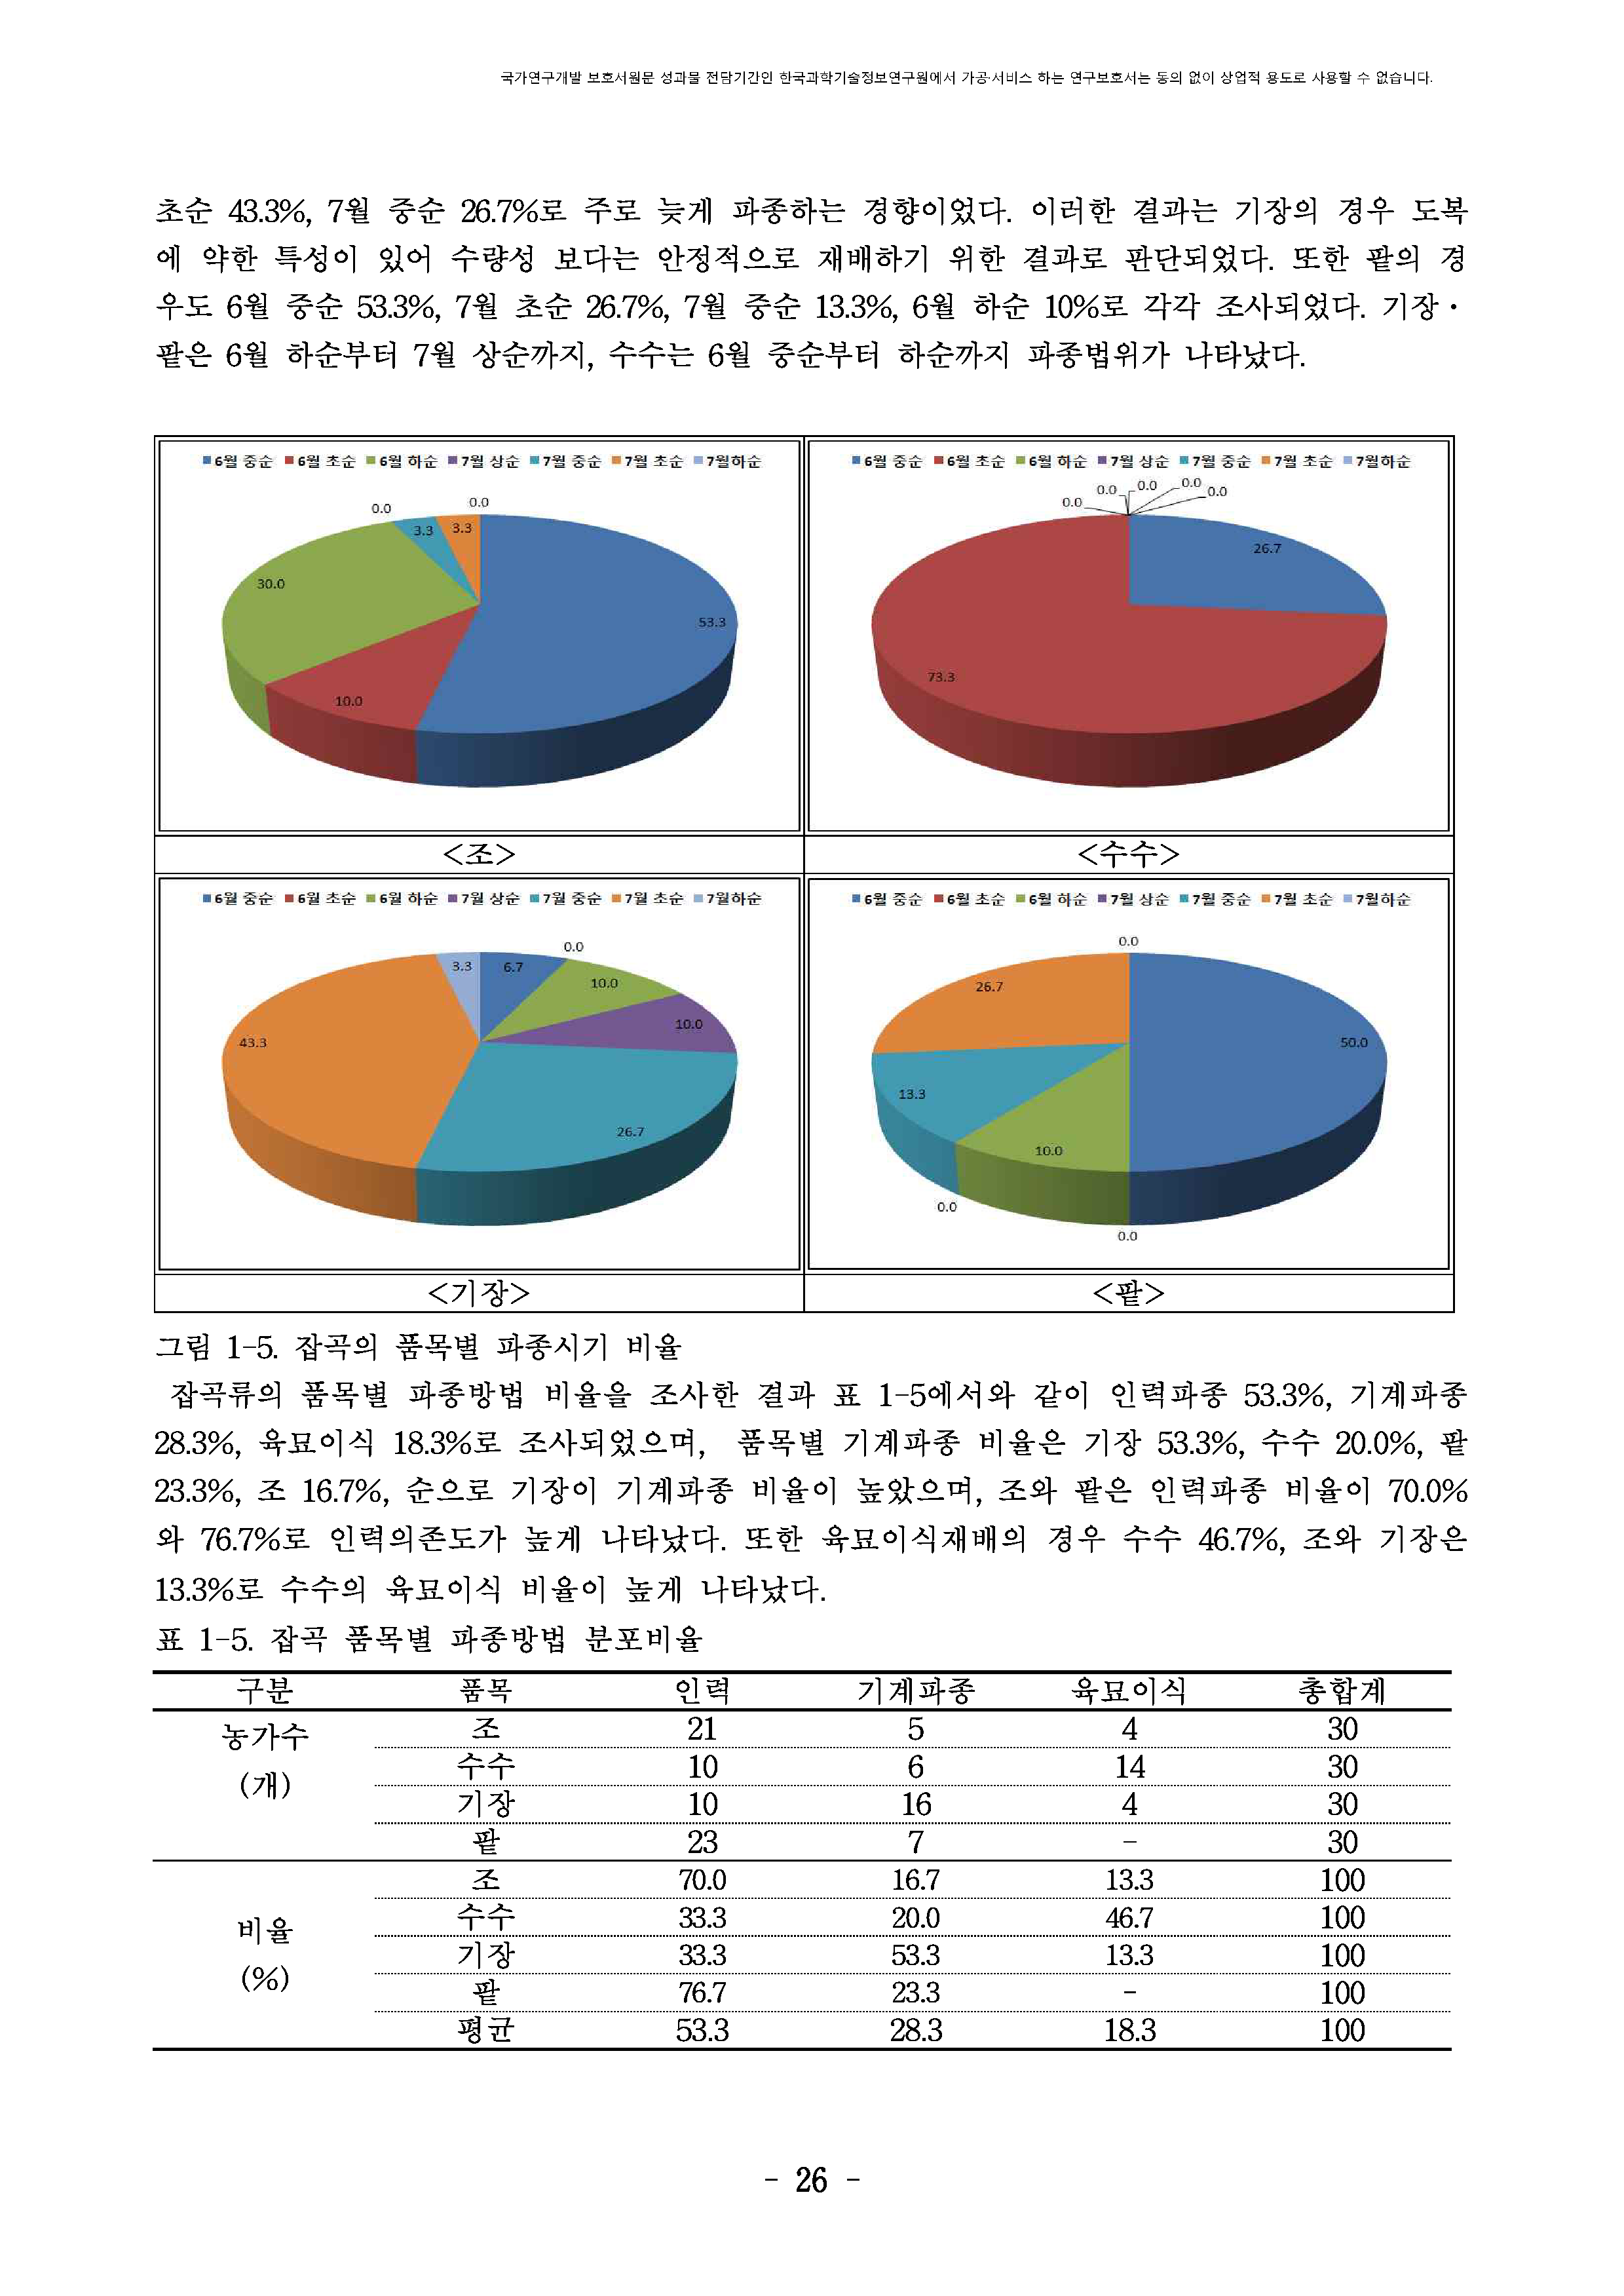 국가연구개발 보호서원문 성과물 전담기간인 한국과학기술정보연구원에서 가공·서비스 하는 연구보호서는 동의 없이 상업적 용도로 사용할 수 없습니다.
초순 43.3%, 7월 중순 26.7%로 주로 늦게 파종하는 경향이었다. 이러한 결과는 기장의 경우 도복
에 약한 특성이 있어 수량성 보다는 안정적으로 재배하기 위한 결과로 판단되었다. 또한 팥의 경
우도 6월 중순 53.3%, 7월 초순 26.7%, 7월 중순 13.3%, 6월 하순 10%로 각각 조사되었다. 기장·
팥은 6월 하순부터 7월 상순까지, 수수는 6월 중순부터 하순까지 파종범위가 나타났다.
6월 중순 6월 초순 6월 하순 7월 상순 7월 중순 7월 초순 7월하순
0.0
0.0
3.3
3.3
30.0
53.3
10.0
<조>
6월 중순 6월 초순 6월 하순 7월 상순 7월 중순 7월 초순 7월하순
0.0
0.0
0.0
0.0
0.0
26.7
73.3
<수수>
6월 중순 6월 초순 6월 하순 7월 상순 7월 중순 7월 초순 7월하순
0.0
3.3
6.7
10.0
10.0
43.3
26.7
<기장>
6월 중순 6월 초순 6월 하순 7월 상순 7월 중순 7월 초순 7월하순
0.0
26.7
50.0
13.3
10.0
0.0
0.0
<팥>
그림 1-5. 잡곡의 품목별 파종시기 비율
잡곡류의 품목별 파종방법 비율을 조사한 결과 표 1-5에서와 같이 인력파종 53.3%, 기계파종
28.3%, 육묘이식 18.3%로 조사되었으며, 품목별 기계파종 비율은 기장 53.3%, 수수 20.0%, 팥
23.3%, 조 16.7%, 순으로 기장이 기계파종 비율이 높았으며, 조와 팥은 인력파종 비율이 70.0%
와 76.7%로 인력의존도가 높게 나타났다. 또한 육묘이식재배의 경우 수수 46.7%, 조와 기장은
13.3%로 수수의 육묘이식 비율이 높게 나타났다.
표 1-5. 잡곡 품목별 파종방법 분포비율
구분 품목 인력 기계파종 육묘이식 총합계
농가수
(개)
조 21 5 4 30
수수 10 6 14 30
기장 10 16 4 30
팥 23 7 - 30
비율
(%)
조 70.0 16.7 13.3 100
수수 33.3 20.0 46.7 100
기장 33.3 53.3 13.3 100
팥 76.7 23.3 - 100
평균 53.3 28.3 18.3 100
- 26 -